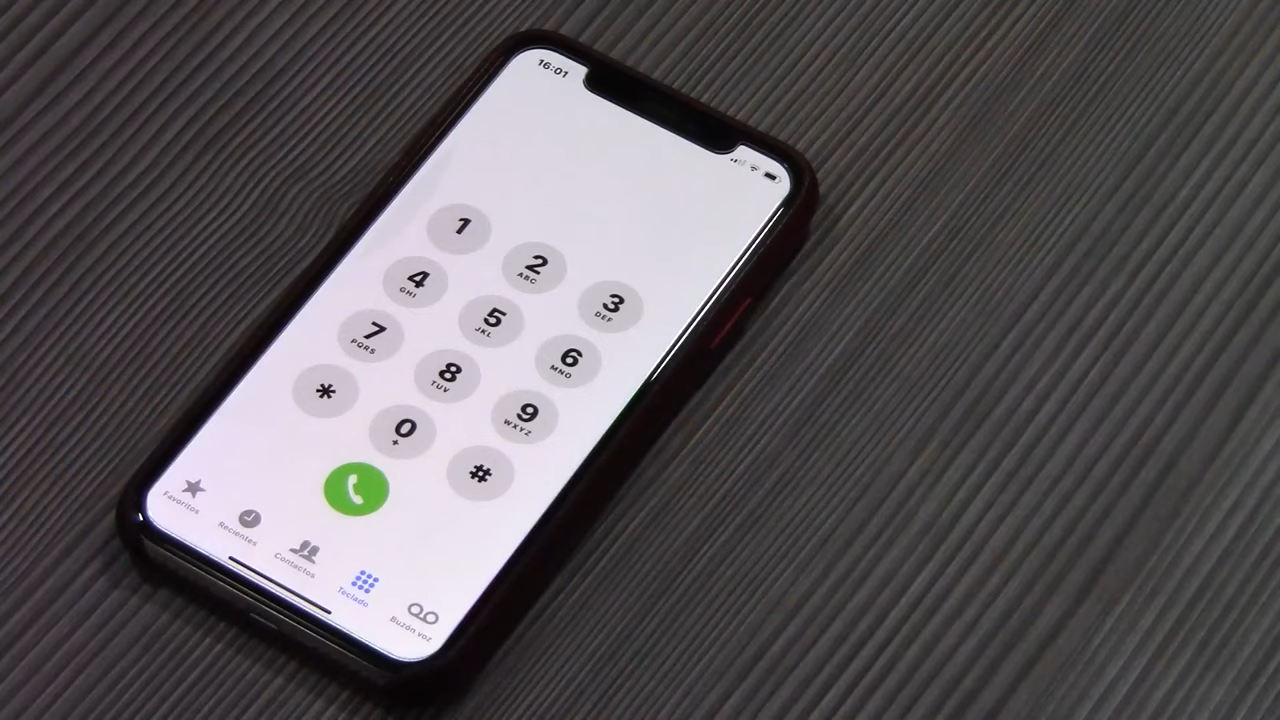 16:01
1
2
ABC
3
DEF
4
GHI
5
JKL
6
MNO
7
PQRS
8
TUV
9
WXYZ
*
0
+
#
Favoritos
Recientes
Contactos
Teclado
Buzón voz